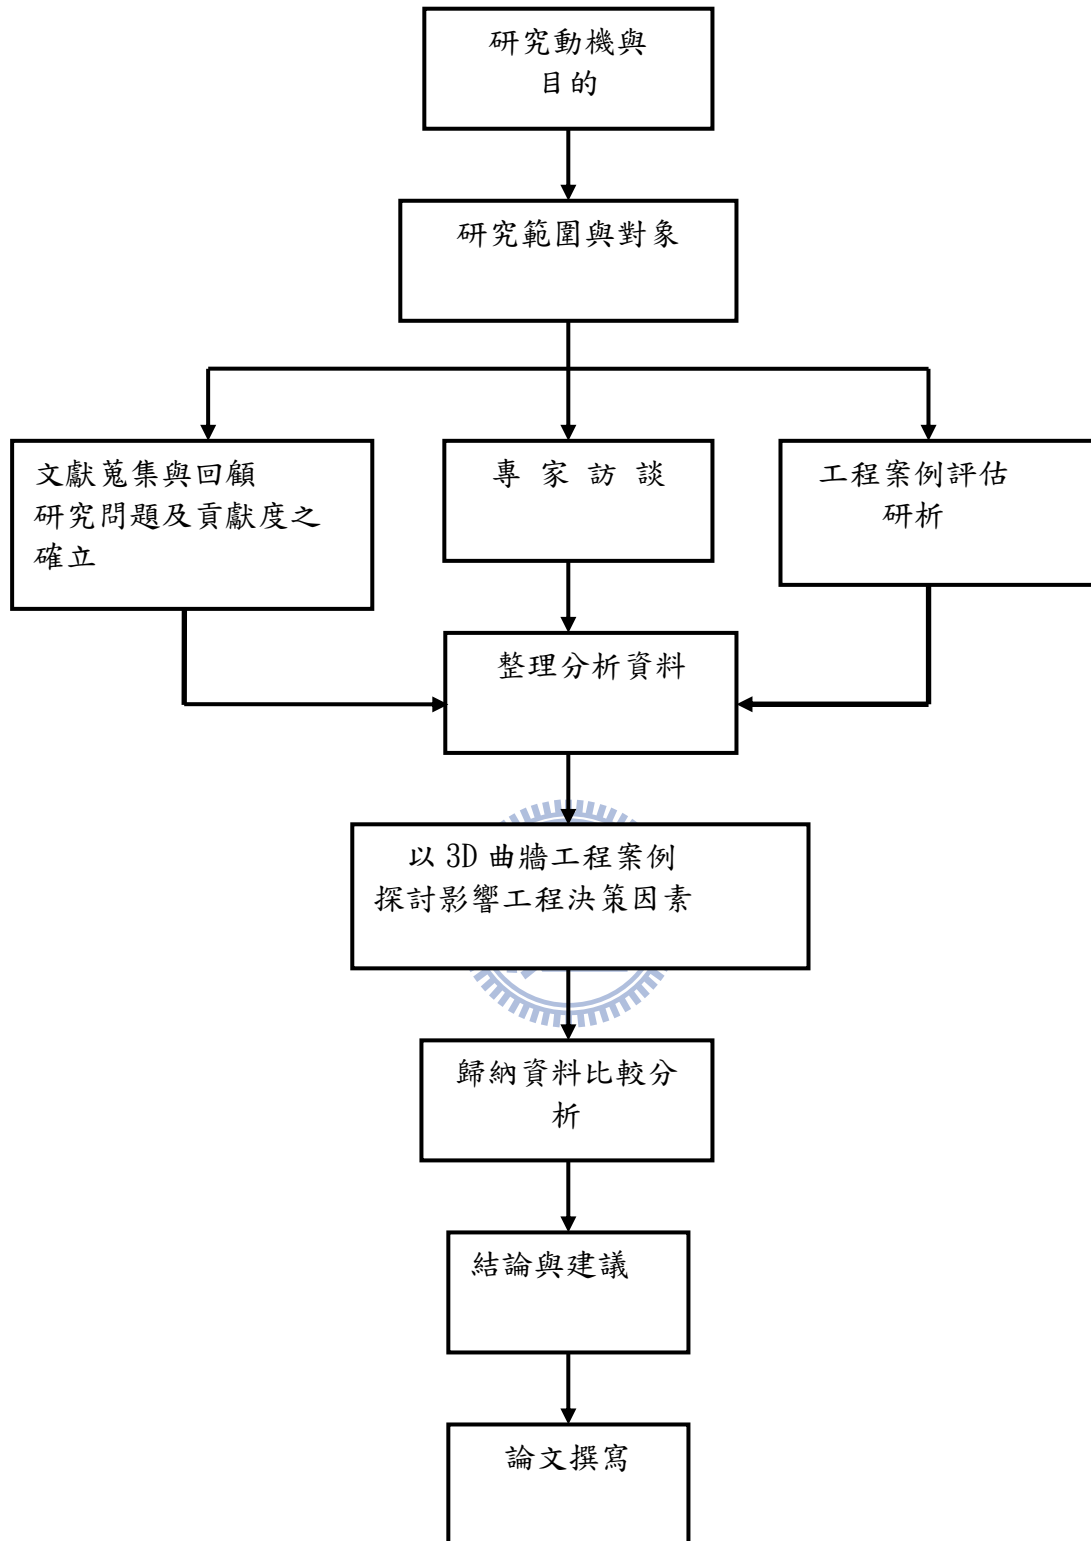 研究動機與
目的
研究範圍與對象
文獻蒐集與回顧
研究問題及貢獻度之
確立
專 家 訪 談
工程案例評估
研析
整理分析資料
以 3D 曲牆工程案例
探討影響工程決策因素
歸納資料比較分
析
結論與建議
論文撰寫